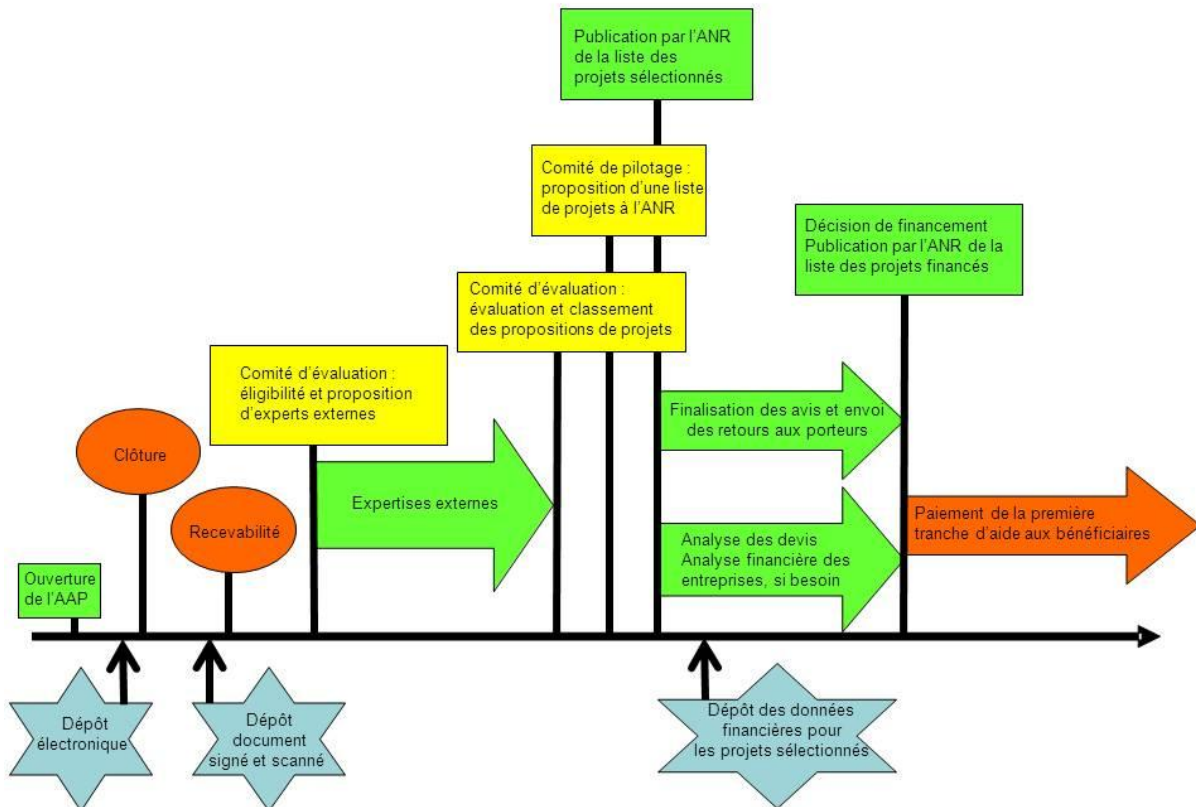 Publication par l'ANR
de la liste des
projets sélectionnés
Comité de pilotage :
proposition d'une liste
de projets à l'ANR
Décision de financement
Publication par l'ANR de la
liste des projets financés
Comité d'évaluation :
évaluation et classement
des propositions de projets
Comité d'évaluation :
éligibilité et proposition
d'experts externes
Finalisation des avis et envoi
des retours aux porteurs
Clôture
Expertises externes
Recevabilité
Analyse des devis
Analyse financière des
entreprises, si besoin
Paiement de la première
tranche d'aide aux bénéficiaires
Ouverture
de l'AAP
Dépôt
électronique
Dépôt
document
signé et scanné
Dépôt des données
financières pour
les projets sélectionnés